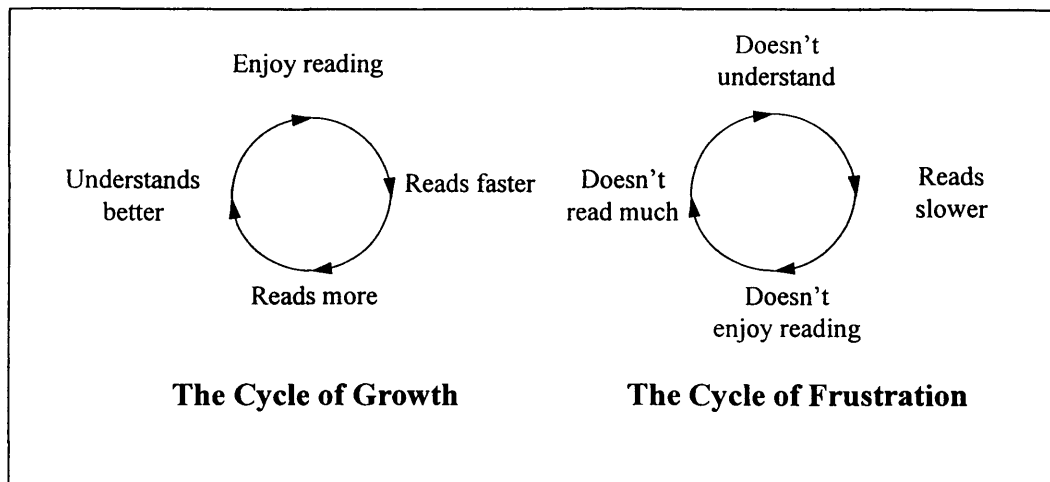 Enjoy reading
Reads faster
Reads more
Understands
better
The Cycle of Growth
Doesn't
understand
Reads
slower
Doesn't
enjoy reading
Doesn't
read much
The Cycle of Frustration